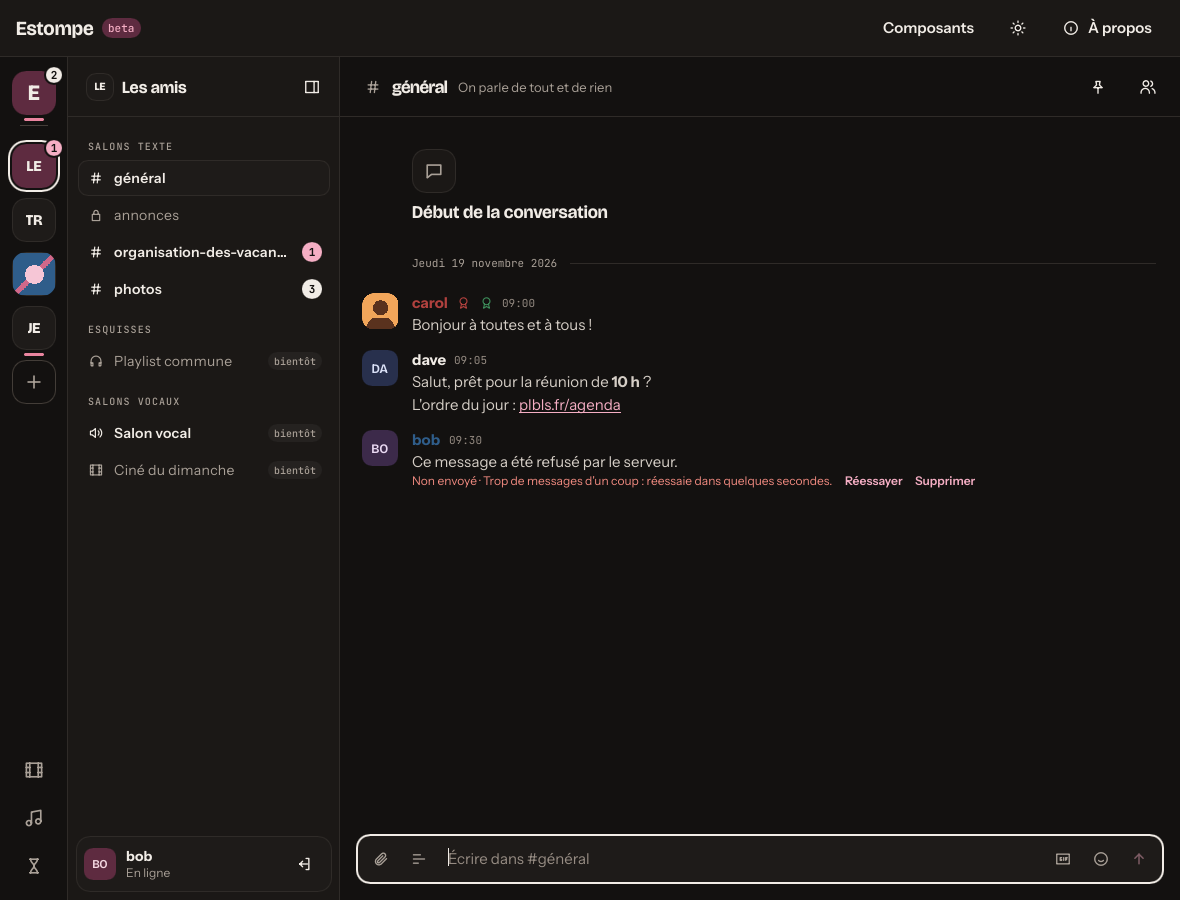 Estompe beta
Composants
À propos
E 2
LE 1
TR
JE
LE Les amis
SALONS TEXTE
# général
annonces
# organisation-des-vacan… 1
# photos 3
ESQUISSES
Playlist commune bientôt
SALONS VOCAUX
Salon vocal bientôt
Ciné du dimanche bientôt
BO bob
En ligne
# général On parle de tout et de rien
Début de la conversation
Jeudi 19 novembre 2026
carol 09:00
Bonjour à toutes et à tous !
DA dave 09:05
Salut, prêt pour la réunion de 10 h ?
L'ordre du jour : plbls.fr/agenda
BO bob 09:30
Ce message a été refusé par le serveur.
Non envoyé · Trop de messages d'un coup : réessaie dans quelques secondes. Réessayer Supprimer
Écrire dans #général
GIF